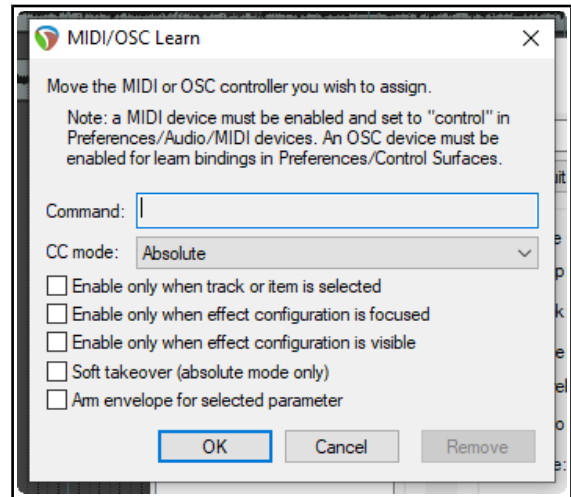 MIDI/OSC Learn
Move the MIDI or OSC controller you wish to assign.
Note: a MIDI device must be enabled and set to "control" in
Preferences/Audio/MIDI devices. An OSC device must be
enabled for learn bindings in Preferences/Control Surfaces.
Command:
CC mode: Absolute
Enable only when track or item is selected
Enable only when effect configuration is focused
Enable only when effect configuration is visible
Soft takeover (absolute mode only)
Arm envelope for selected parameter
OK Cancel Remove